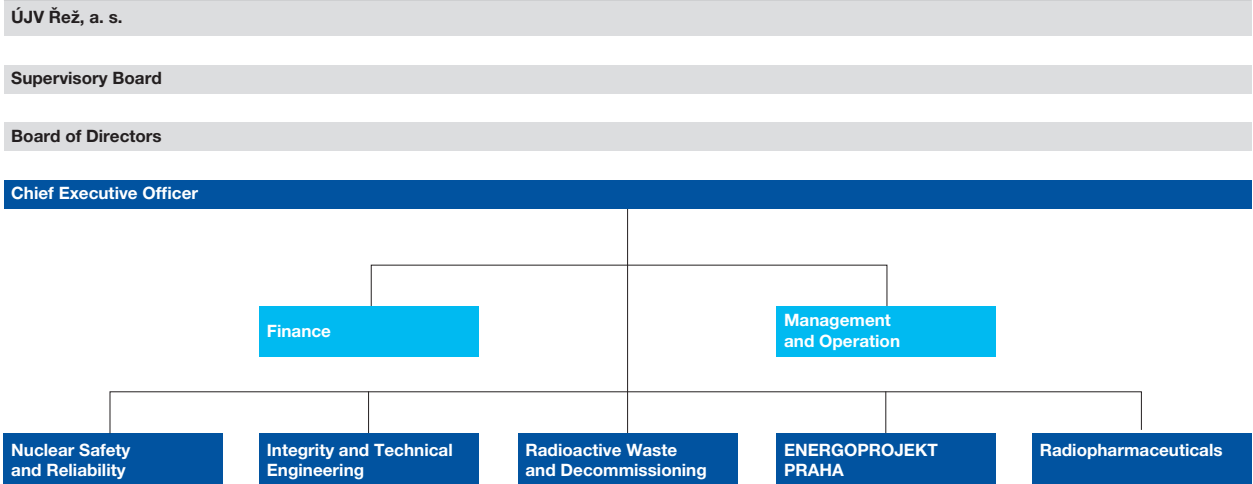 ÚJV Řež, a. s.
Supervisory Board
Board of Directors
Chief Executive Officer
Finance
Management
and Operation
Nuclear Safety
and Reliability
Integrity and Technical
Engineering
Radioactive Waste
and Decommissioning
ENERGOPROJEKT
PRAHA
Radiopharmaceuticals